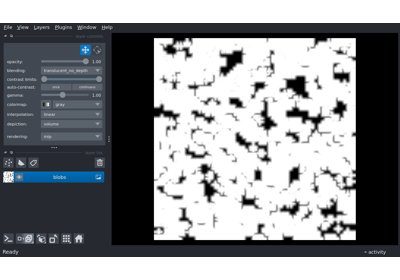 File View Layers Plugins Window Help
opacity: 1.00
blending: translucent_no_depth
contrast limits:
auto-contrast: once continuous
gamma: 1.00
colormap: gray
interpolation: linear
depiction: volume
rendering: mip
blobs
Ready
activity